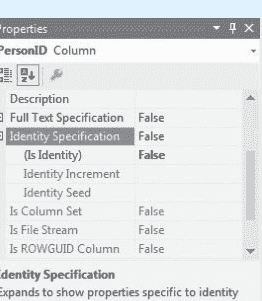 Properties
PersonID Column
Description
Full Text Specification False
Identity Specification False
(Is Identity) False
Identity Increment
Identity Seed
Is Column Set False
Is File Stream False
Is ROWGUID Column False
Identity Specification
Expands to show properties specific to identity